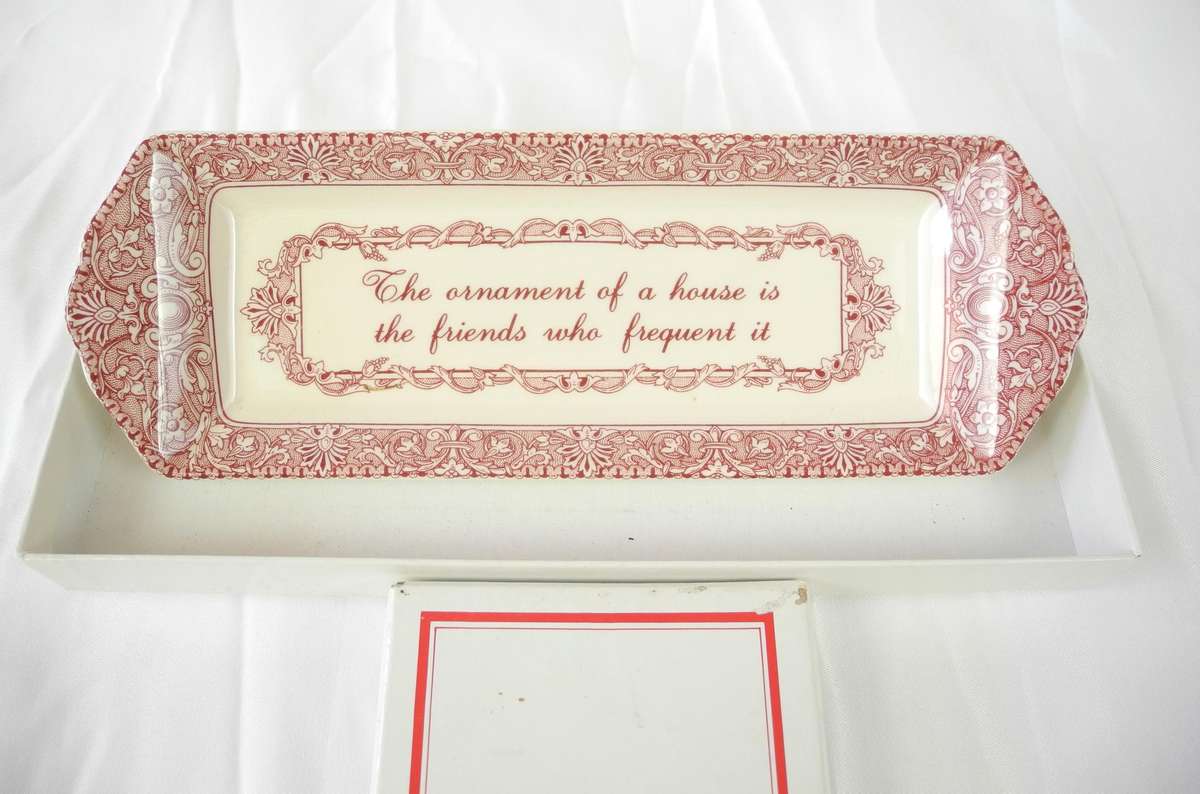 The ornament of a house is
the friends who frequent it